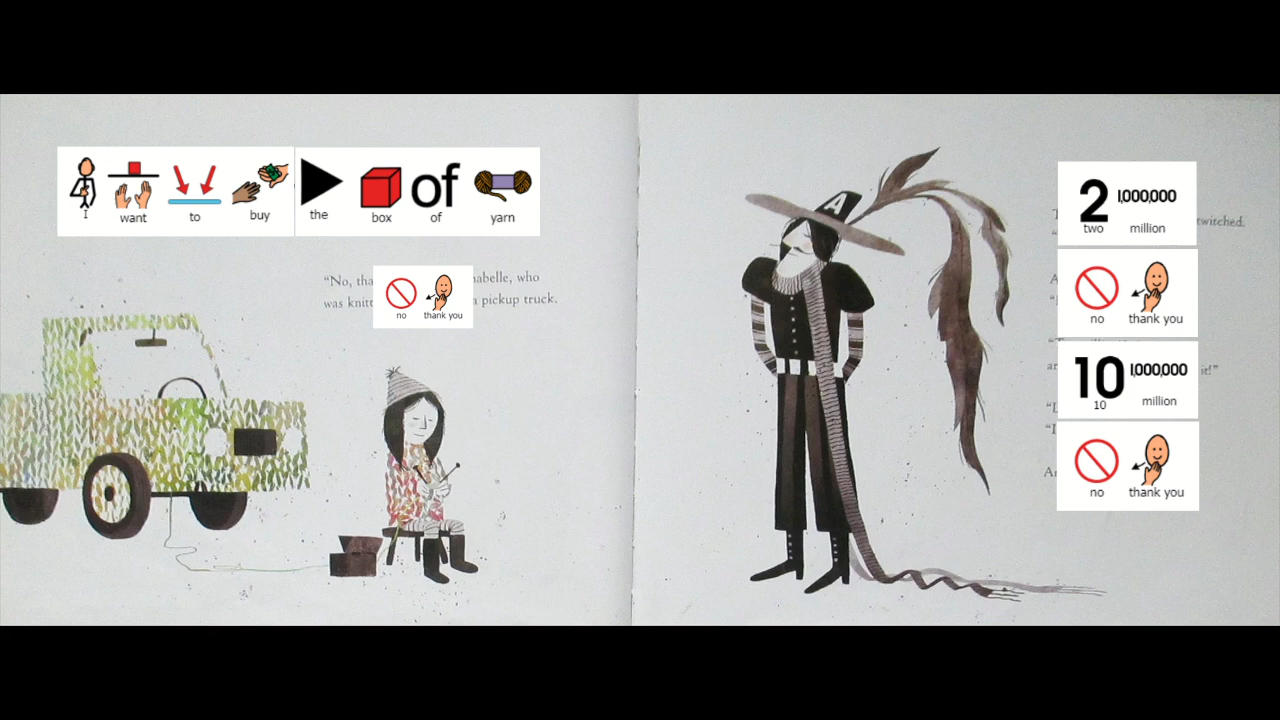 I want to buy the box of yarn
"No, tha nabelle, who
no thank you
was knitt a pickup truck.
A
2 1,000,000
two million
twitched.
no thank you
10 1,000,000
10 million
it!"
no thank you